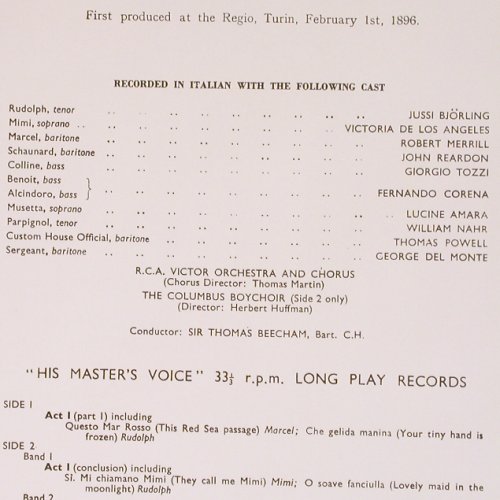 First produced at the Regio, Turin, February 1st, 1896.
RECORDED IN ITALIAN WITH THE FOLLOWING CAST
Rudolph, tenor .. .. .. .. .. .. .. .. .. JUSSI BJÖRLING
Mimi, soprano .. .. .. .. .. .. .. .. .. VICTORIA DE LOS ANGELES
Marcel, baritone .. .. .. .. .. .. .. .. ROBERT MERRILL
Schaunard, baritone .. .. .. .. .. .. .. .. JOHN REARDON
Colline, bass .. .. .. .. .. .. .. .. GIORGIO TOZZI
Benoit, bass
Alcindoro, bass } .. .. .. .. .. .. .. .. FERNANDO CORENA
Musetta, soprano .. .. .. .. .. .. .. .. LUCINE AMARA
Parpignol, tenor .. .. .. .. .. .. .. .. WILLIAM NAHR
Custom House Official, baritone .. .. .. .. .. .. THOMAS POWELL
Sergeant, baritone .. .. .. .. .. .. .. GEORGE DEL MONTE
R.C.A. VICTOR ORCHESTRA AND CHORUS
(Chorus Director: Thomas Martin)
THE COLUMBUS BOYCHOIR (Side 2 only)
(Director: Herbert Huffman)
Conductor: SIR THOMAS BEECHAM, Bart. C.H.
"HIS MASTER'S VOICE" 33⅓ r.p.m. LONG PLAY RECORDS
SIDE 1
Act I (part 1) including
Questo Mar Rosso (This Red Sea passage) Marcel; Che gelida manina (Your tiny hand is
frozen) Rudolph
SIDE 2
Band 1
Act I (conclusion) including
Sì. Mi chiamano Mimi (They call me Mimi) Mimi; O soave fanciulla (Lovely maid in the
moonlight) Rudolph
Band 2